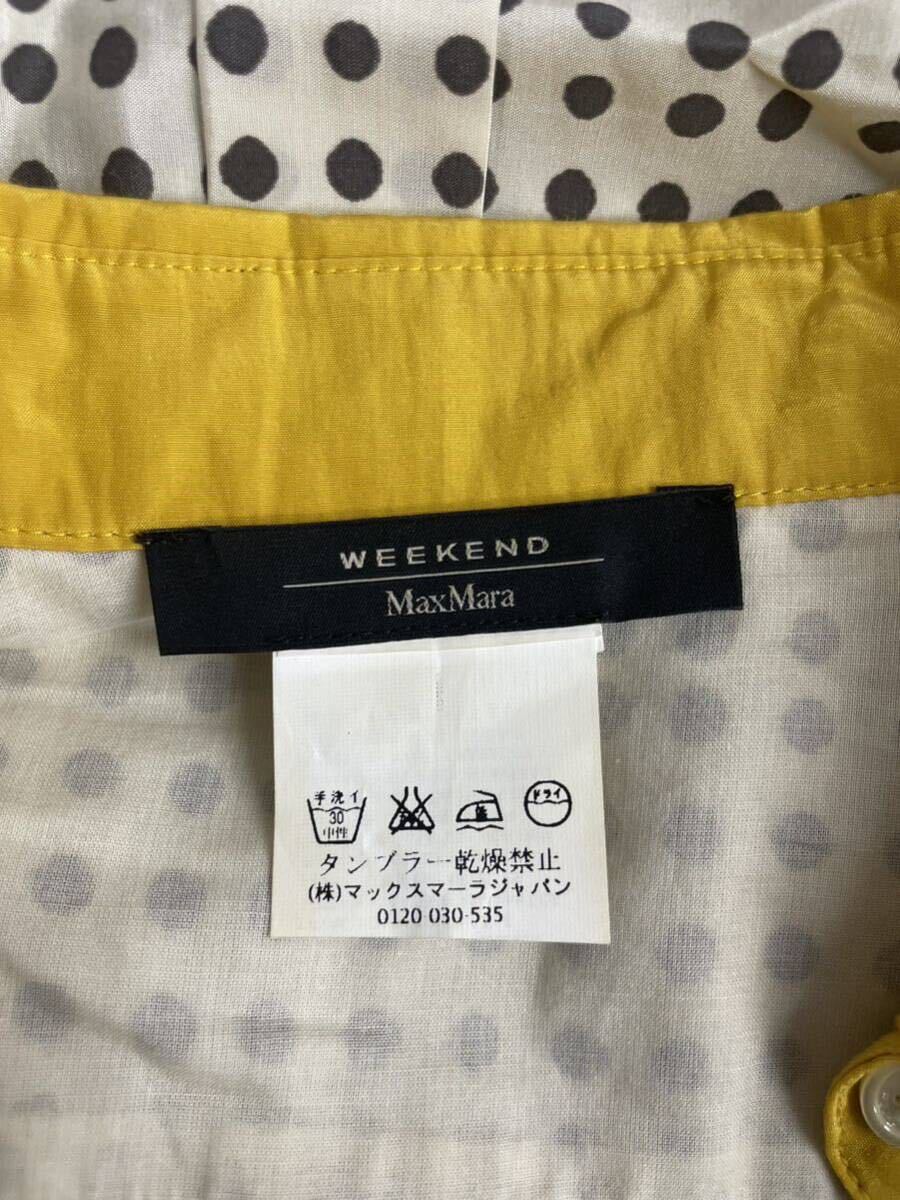 WEEKEND
MaxMara
手洗イ
30
中性
ドライ
タンブラー乾燥禁止
(株)マックスマーラジャパン
0120-030-535